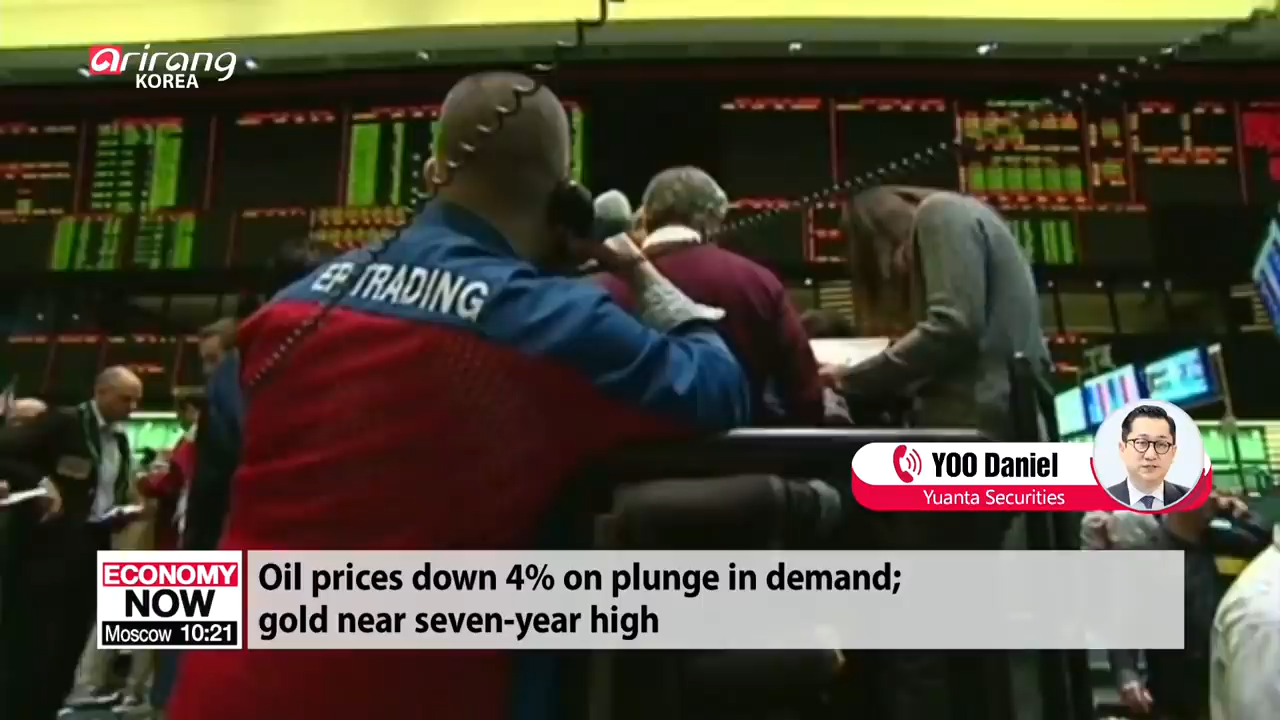 arirang
KOREA
EP TRADING
YOO Daniel
Yuanta Securities
ECONOMY
NOW
Moscow 10:21
Oil prices down 4% on plunge in demand;
gold near seven-year high